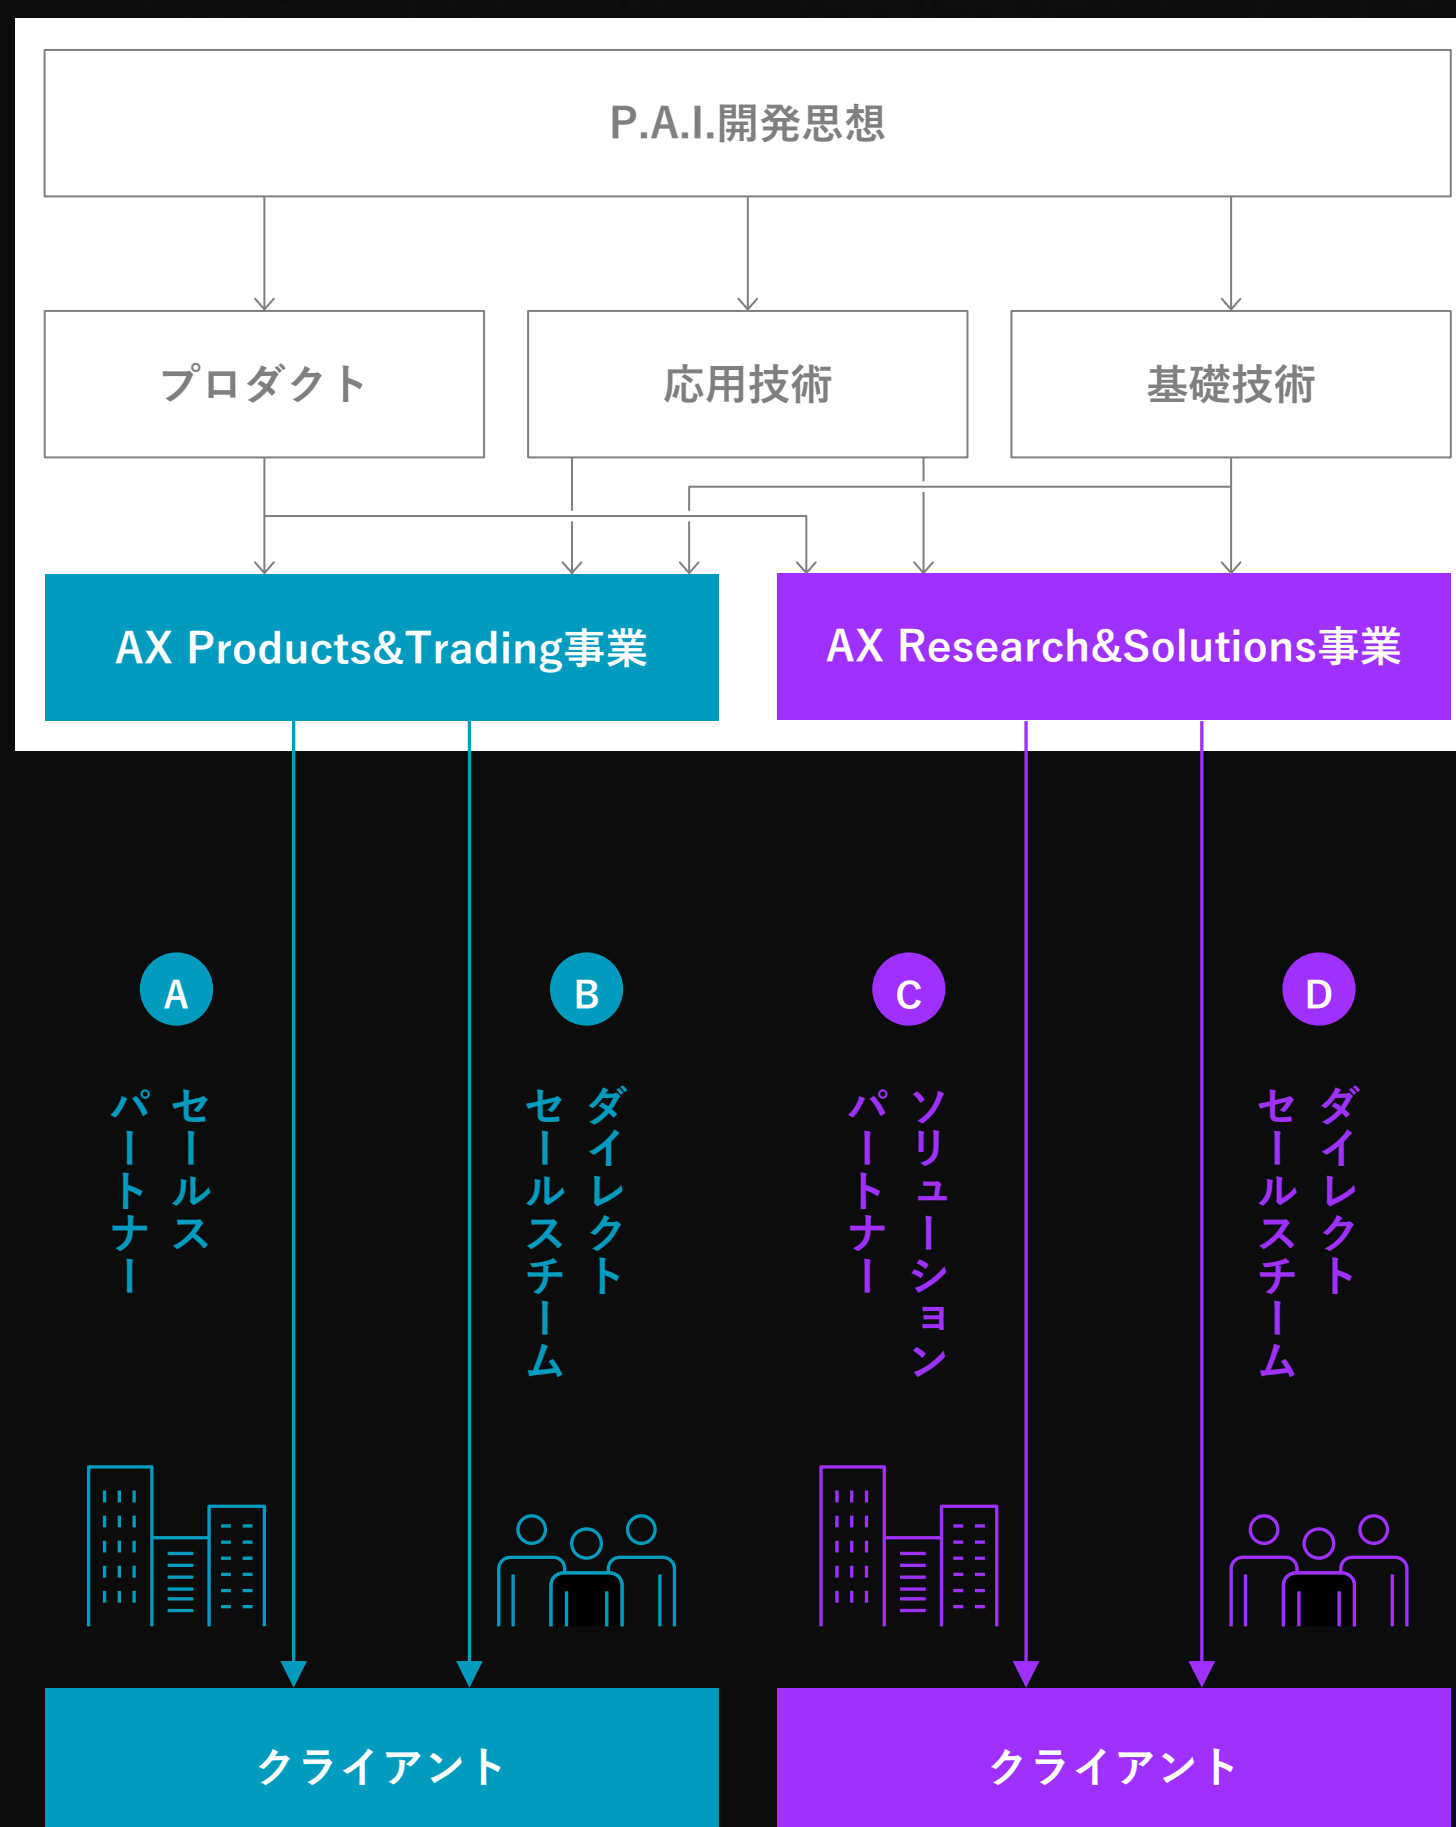 P.A.I.開発思想
プロダクト
応用技術
基礎技術
AX Products&Trading事業
AX Research&Solutions事業
A
セールス
パートナー
B
ダイレクト
セールスチーム
C
ソリューション
パートナー
D
ダイレクト
セールスチーム
クライアント
クライアント